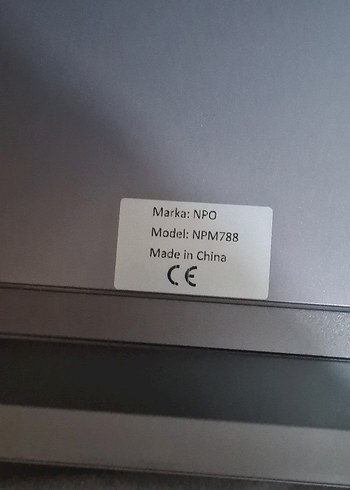 Marka: NPO
Model: NPM788
Made in China
CE